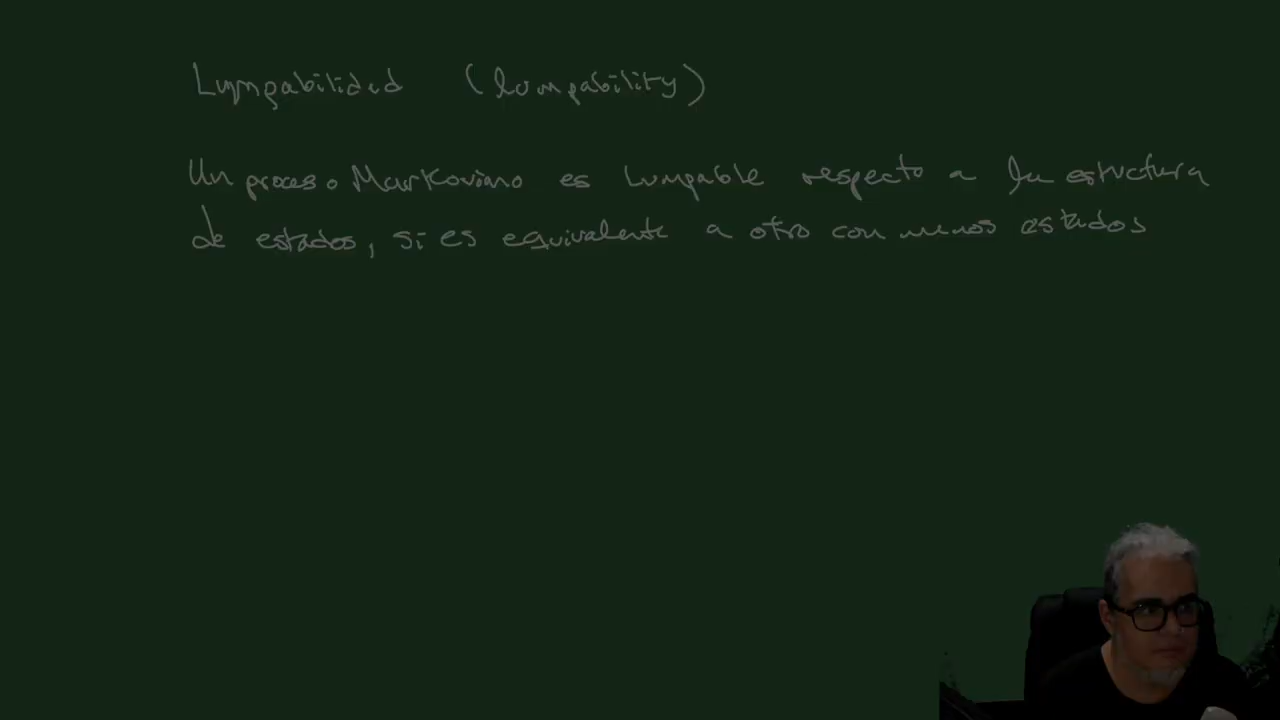 Lumpabilidad (lumpability)
Un proceso Markoviano es lumpable respecto a la estructura
de estados, si es equivalente a otro con menos estados